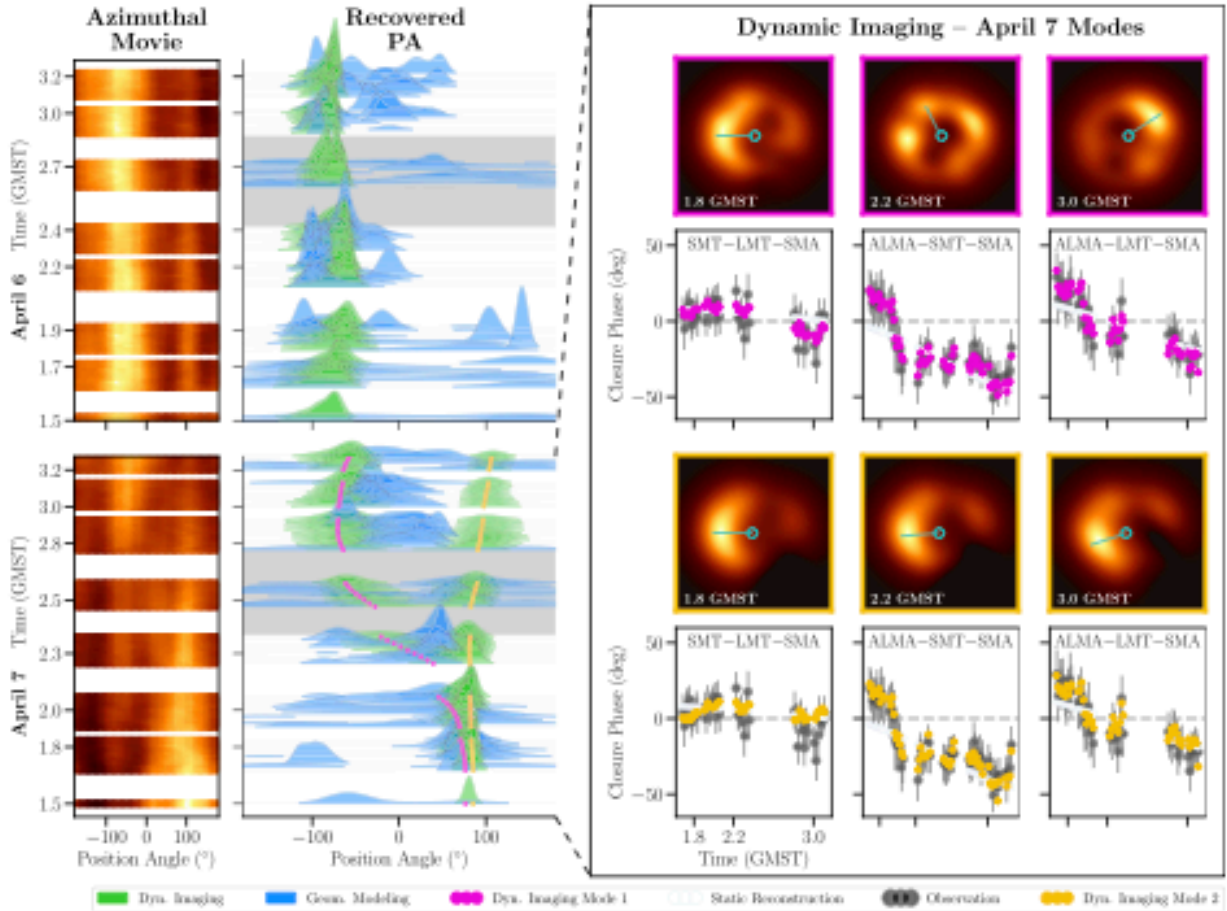 Azimuthal
Movie
Recovered
PA
Dynamic Imaging – April 7 Modes
3.2
3.0
2.7
2.4
2.2
1.9
1.7
1.5
April 6 Time (GMST)
3.2
3.0
2.8
2.5
2.3
2.0
1.8
1.5
April 7 Time (GMST)
−100 0 100
Position Angle (°)
−100 0 100
Position Angle (°)
1.8 GMST
2.2 GMST
3.0 GMST
SMT−LMT−SMA
ALMA−SMT−SMA
ALMA−LMT−SMA
50
0
−50
Closure Phase (deg)
1.8 GMST
2.2 GMST
3.0 GMST
SMT−LMT−SMA
ALMA−SMT−SMA
ALMA−LMT−SMA
50
0
−50
Closure Phase (deg)
1.8 2.2 3.0
Time (GMST)
Dyn. Imaging
Geom. Modeling
Dyn. Imaging Mode 1
Static Reconstruction
Observation
Dyn. Imaging Mode 2